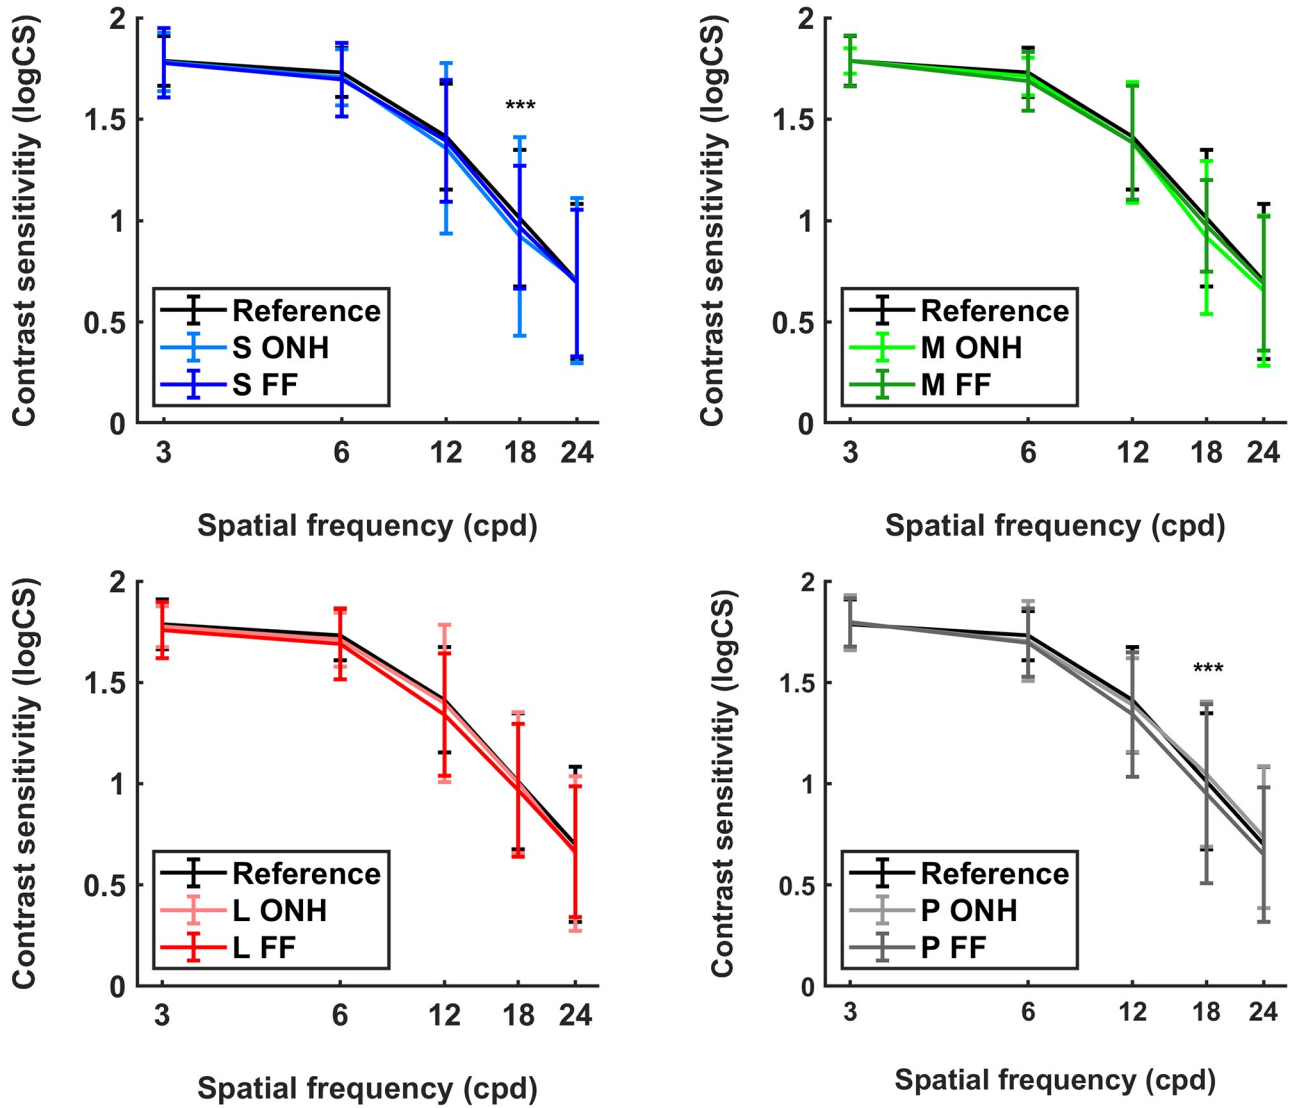 Contrast sensitivitiy (logCS)
2
1.5
1
0.5
0
***
Reference
S ONH
S FF
3 6 12 18 24
Spatial frequency (cpd)
Contrast sensitivitiy (logCS)
2
1.5
1
0.5
0
Reference
M ONH
M FF
3 6 12 18 24
Spatial frequency (cpd)
Contrast sensitivitiy (logCS)
2
1.5
1
0.5
0
Reference
L ONH
L FF
3 6 12 18 24
Spatial frequency (cpd)
Contrast sensitivitiy (logCS)
2
1.5
1
0.5
0
***
Reference
P ONH
P FF
3 6 12 18 24
Spatial frequency (cpd)